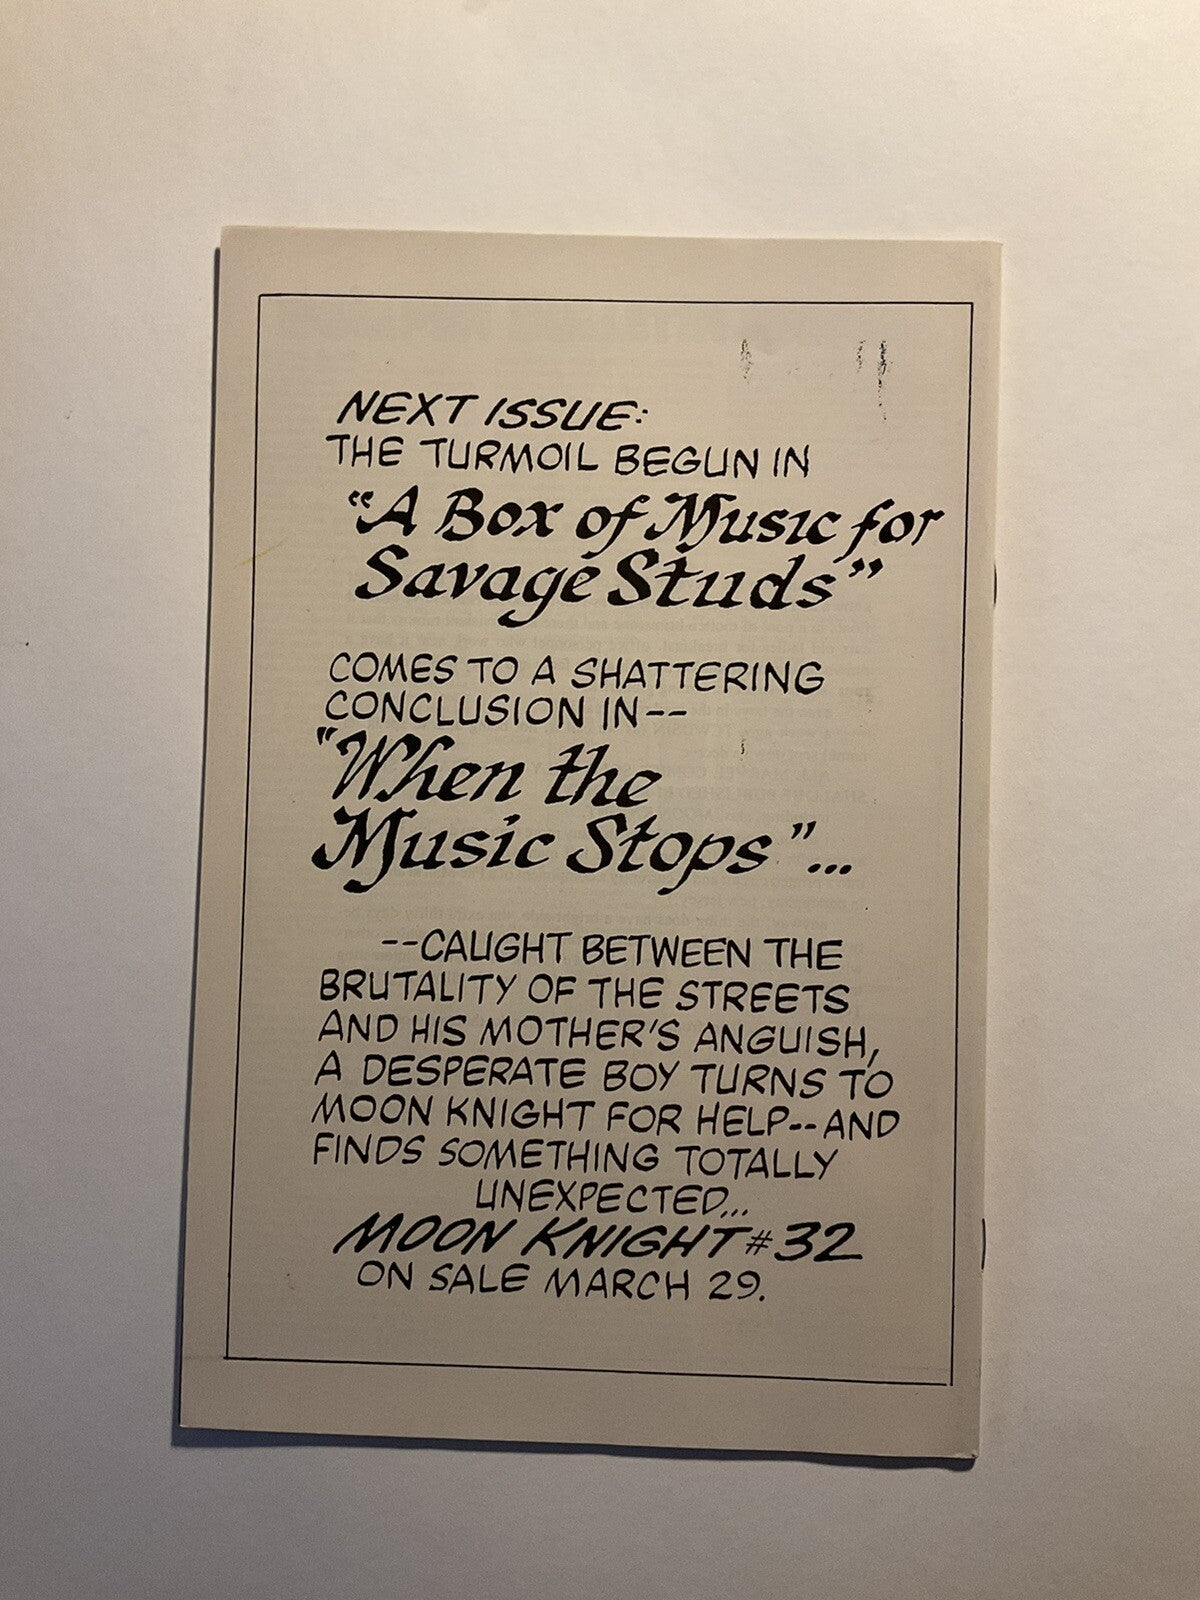 NEXT ISSUE:
THE TURMOIL BEGUN IN
"A Box of Music for
Savage Studs"
COMES TO A SHATTERING
CONCLUSION IN--
"When the
Music Stops"...
--CAUGHT BETWEEN THE
BRUTALITY OF THE STREETS
AND HIS MOTHER'S ANGUISH,
A DESPERATE BOY TURNS TO
MOON KNIGHT FOR HELP--AND
FINDS SOMETHING TOTALLY
UNEXPECTED...
MOON KNIGHT #32
ON SALE MARCH 29.